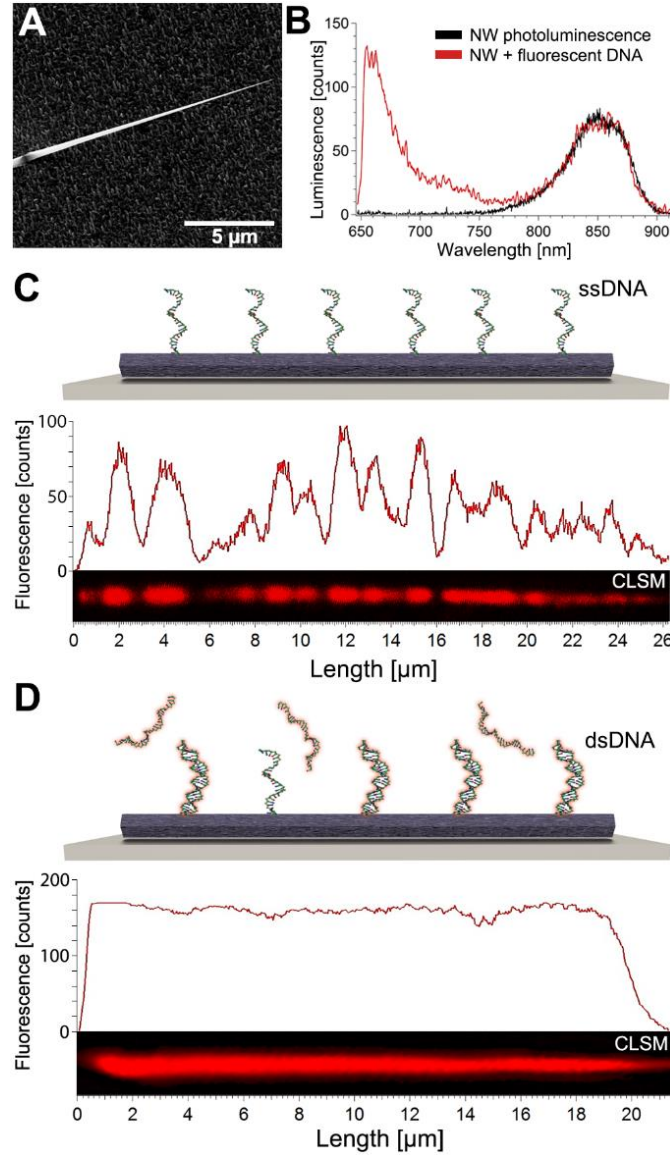 A
5 µm
B
NW photoluminescence
NW + fluorescent DNA
Luminescence [counts]
150
100
50
0
650 700 750 800 850 900
Wavelength [nm]
C
ssDNA
Fluorescence [counts]
100
50
0
CLSM
0 2 4 6 8 10 12 14 16 18 20 22 24 26
Length [µm]
D
dsDNA
Fluorescence [counts]
200
100
0
CLSM
0 2 4 6 8 10 12 14 16 18 20
Length [µm]